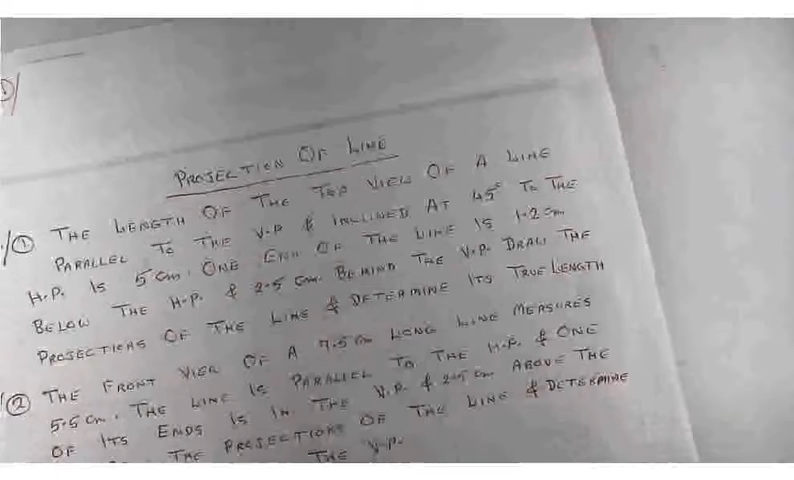 PROJECTION OF LINE
① THE LENGTH OF THE TOP VIEW OF A LINE
PARALLEL TO THE V.P & INCLINED AT 45° TO THE
H.P. IS 5 cm. ONE END OF THE LINE IS 1.2 cm
BELOW THE H.P. & 2.5 cm. BEHIND THE V.P. DRAW THE
PROJECTIONS OF THE LINE & DETERMINE ITS TRUE LENGTH
② THE FRONT VIEW OF A 7.5 cm LONG LINE MEASURES
5.5 cm. THE LINE IS PARALLEL TO THE H.P. & ONE
OF ITS ENDS IS IN THE V.P. & 2.5 cm ABOVE THE
THE PROJECTIONS OF THE LINE & DETERMINE
THE V.P.